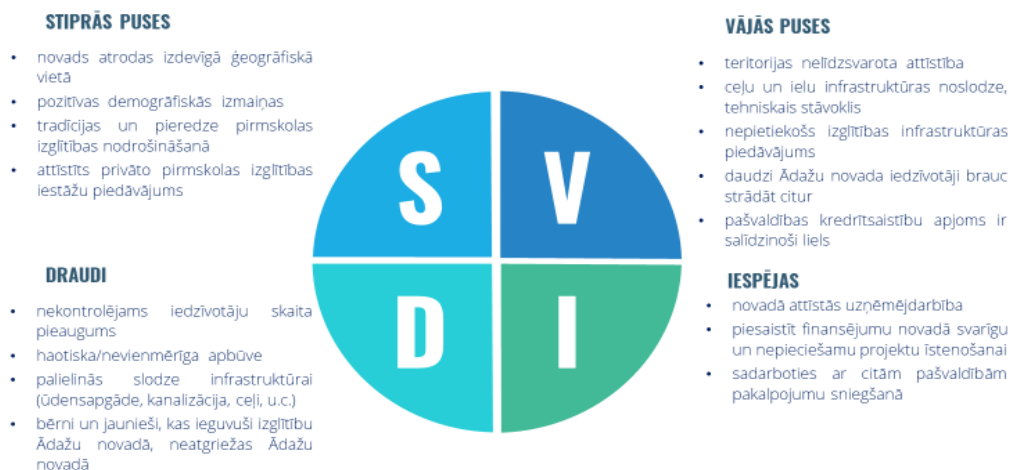 STIPRĀS PUSES
• novads atrodas izdevīgā ģeogrāfiskā
vietā
• pozitīvas demogrāfiskās izmaiņas
• tradīcijas un pieredze pirmskolas
izglītības nodrošināšanā
• attīstīts privāto pirmskolas izglītības
iestāžu piedāvājums
VĀJĀS PUSES
• teritorijas nelīdzsvarota attīstība
• ceļu un ielu infrastruktūras noslodze,
tehniskais stāvoklis
• nepietiekošs izglītības infrastruktūras
piedāvājums
• daudzi Ādažu novada iedzīvotāji brauc
strādāt citur
• pašvaldības kredrītsaistību apjoms ir
salīdzinoši liels
S
V
D
I
DRAUDI
• nekontrolējams iedzīvotāju skaita
pieaugums
• haotiska/nevienmērīga apbūve
• palielinās slodze infrastruktūrai
(ūdensapgāde, kanalizācija, ceļi, u.c.)
• bērni un jaunieši, kas ieguvuši izglītību
Ādažu novadā, neatgriežas Ādažu
novadā
IESPĒJAS
• novadā attīstās uzņēmējdarbība
• piesaistīt finansējumu novadā svarīgu
un nepieciešamu projektu īstenošanai
• sadarboties ar citām pašvaldībām
pakalpojumu sniegšanā